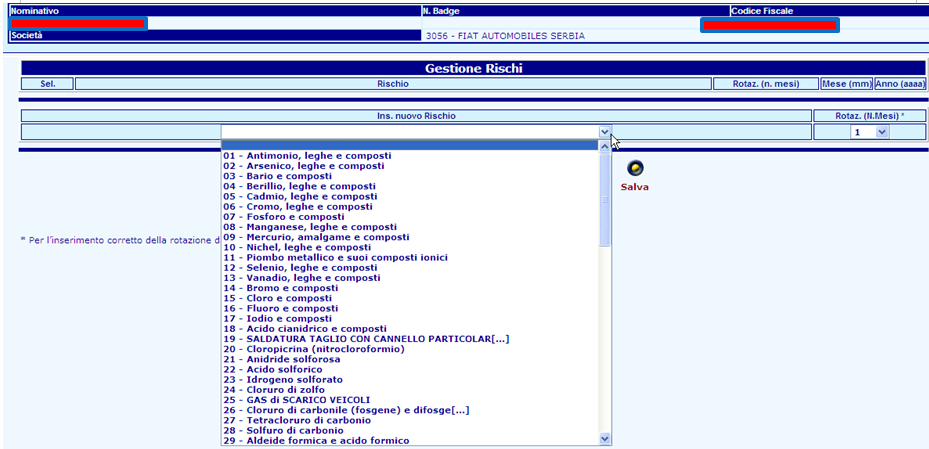 Nominativo N. Badge Codice Fiscale
Società 3056 - FIAT AUTOMOBILES SERBIA
Gestione Rischi
Sel. Rischio Rotaz. (n. mesi) Mese (mm) Anno (aaaa)
Ins. nuovo Rischio Rotaz. (N.Mesi) *
1
01 - Antimonio, leghe e composti
02 - Arsenico, leghe e composti
03 - Bario e composti
04 - Berillio, leghe e composti
05 - Cadmio, leghe e composti
06 - Cromo, leghe e composti
07 - Fosforo e composti
08 - Manganese, leghe e composti
09 - Mercurio, amalgame e composti
10 - Nichel, leghe e composti
11 - Piombo metallico e suoi composti ionici
12 - Selenio, leghe e composti
13 - Vanadio, leghe e composti
14 - Bromo e composti
15 - Cloro e composti
16 - Fluoro e composti
17 - Iodio e composti
18 - Acido cianidrico e composti
19 - SALDATURA TAGLIO CON CANNELLO PARTICOLAR[...]
20 - Cloropicrina (nitrocloroformio)
21 - Anidride solforosa
22 - Acido solforico
23 - Idrogeno solforato
24 - Cloruro di zolfo
25 - GAS di SCARICO VEICOLI
26 - Cloruro di carbonile (fosgene) e difosge[...]
27 - Tetracloruro di carbonio
28 - Solfuro di carbonio
29 - Aldeide formica e acido formico
Salva
* Per l'inserimento corretto della rotazione d